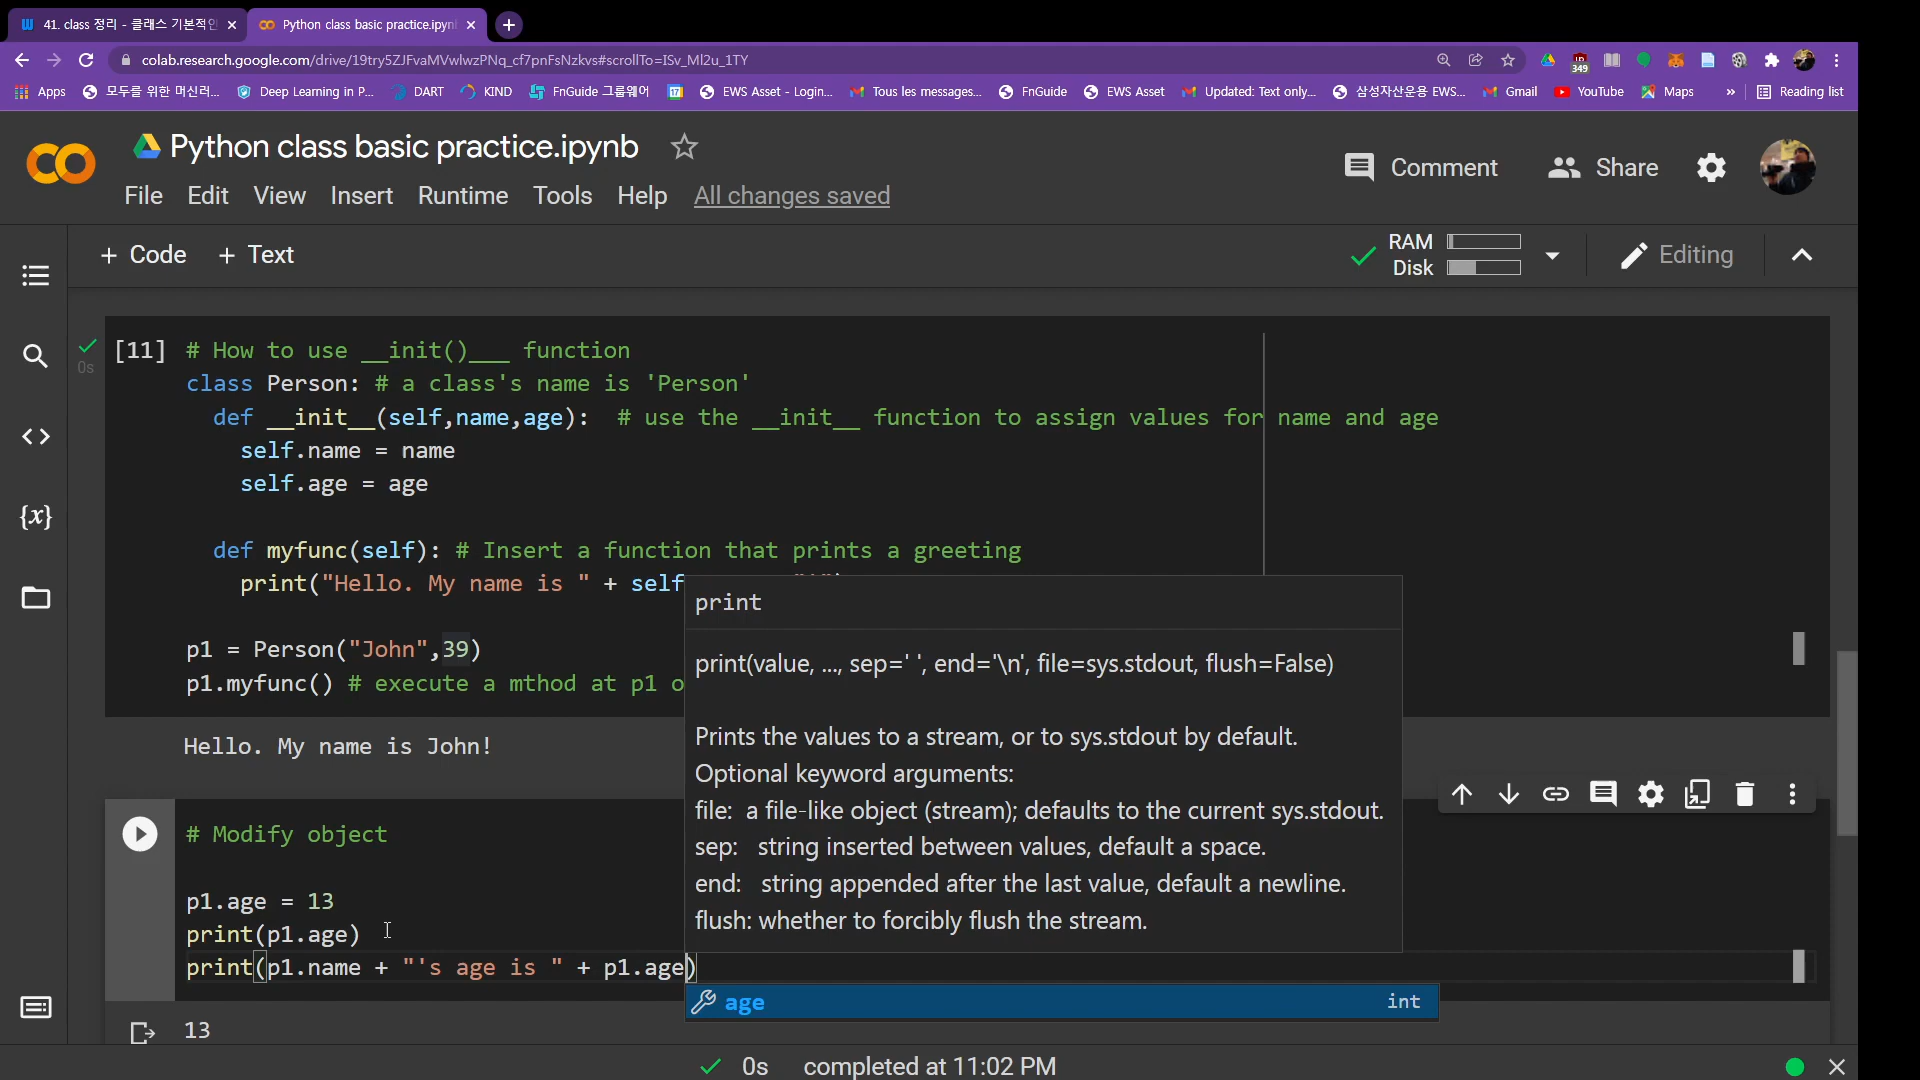 41. class 정리 - 클래스 기본적인
Python class basic practice.ipynb
colab.research.google.com/drive/19try5ZJFvaMVwlwzPNq_cf7pnFsNzkvs#scrollTo=ISv_Ml2u_1TY
349
Apps 모두를 위한 머신러... Deep Learning in P... DART KIND FnGuide 그룹웨어 17 EWS Asset - Login... Tous les messages... FnGuide EWS Asset Updated: Text only... 삼성자산운용 EWS... Gmail YouTube Maps » Reading list
Python class basic practice.ipynb
Comment Share
File Edit View Insert Runtime Tools Help All changes saved
+ Code + Text
RAM
Disk
Editing
[11] # How to use __init()___ function
0s
class Person: # a class's name is 'Person'
def __init__(self,name,age): # use the __init__ function to assign values for name and age
self.name = name
self.age = age
def myfunc(self): # Insert a function that prints a greeting
print("Hello. My name is " + self
p1 = Person("John",39)
p1.myfunc() # execute a mthod at p1 o
print
print(value, ..., sep=' ', end='\n', file=sys.stdout, flush=False)
Prints the values to a stream, or to sys.stdout by default.
Optional keyword arguments:
file: a file-like object (stream); defaults to the current sys.stdout.
sep: string inserted between values, default a space.
end: string appended after the last value, default a newline.
flush: whether to forcibly flush the stream.
Hello. My name is John!
# Modify object
p1.age = 13
print(p1.age)
print(p1.name + "'s age is " + p1.age)
age int
13
0s completed at 11:02 PM